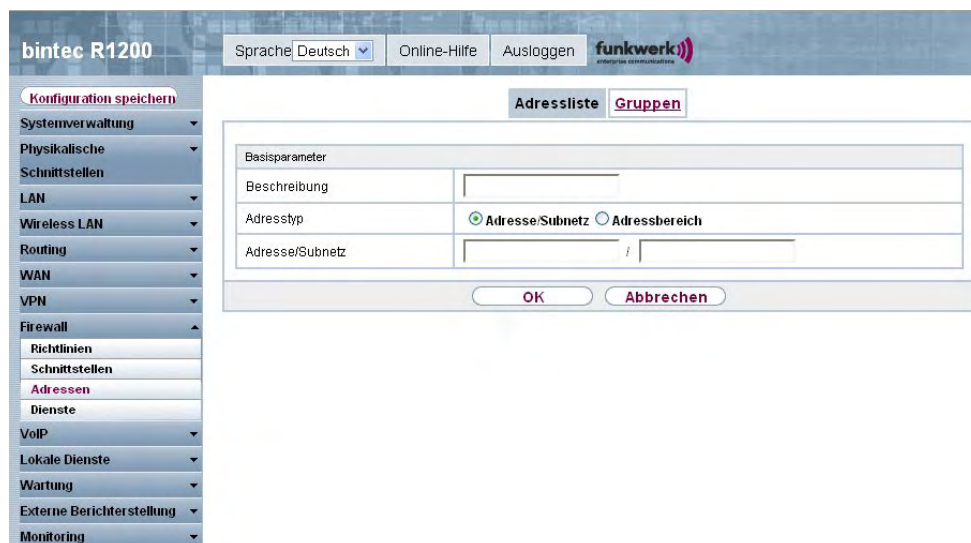 bintec R1200
Sprache Deutsch
Online-Hilfe
Ausloggen
funkwerk
enterprise communications
Konfiguration speichern
Systemverwaltung
Physikalische
Schnittstellen
LAN
Wireless LAN
Routing
WAN
VPN
Firewall
Richtlinien
Schnittstellen
Adressen
Dienste
VoIP
Lokale Dienste
Wartung
Externe Berichterstellung
Monitoring
Adressliste
Gruppen
Basisparameter
Beschreibung
Adresstyp
Adresse/Subnetz Adressbereich
Adresse/Subnetz /
OK
Abbrechen